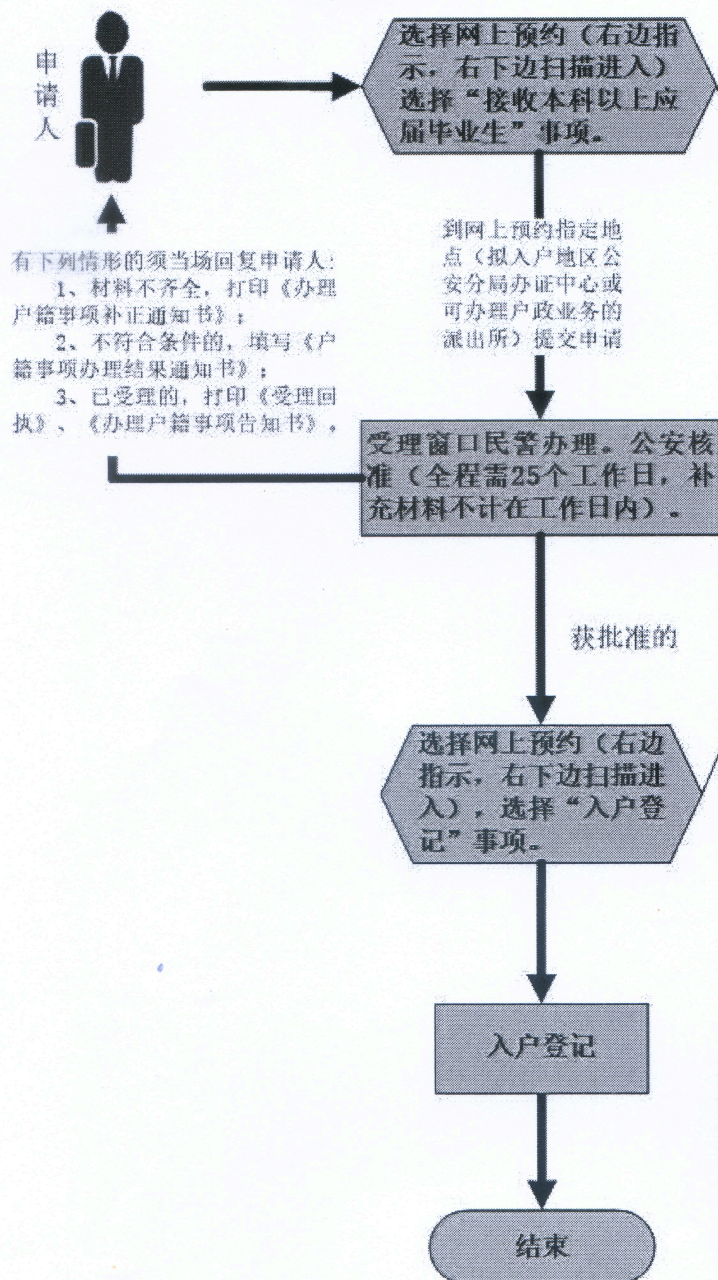 申请人
选择网上预约（右边指
示，右下边扫描进入）
选择“接收本科以上应
届毕业生”事项。
到网上预约指定地
点（拟入户地区公
安分局办证中心或
可办理户政业务的
派出所）提交申请
有下列情形的须当场回复申请人：
1、材料不齐全，打印《办理
户籍事项补正通知书》；
2、不符合条件的，填写《户
籍事项办理结果通知书》；
3、已受理的，打印《受理回
执》、《办理户籍事项告知书》。
受理窗口民警办理。公安核
准（全程需25个工作日，补
充材料不计在工作日内）。
获批准的
选择网上预约（右边
指示，右下边扫描进
入），选择“入户登
记”事项。
入户登记
结束